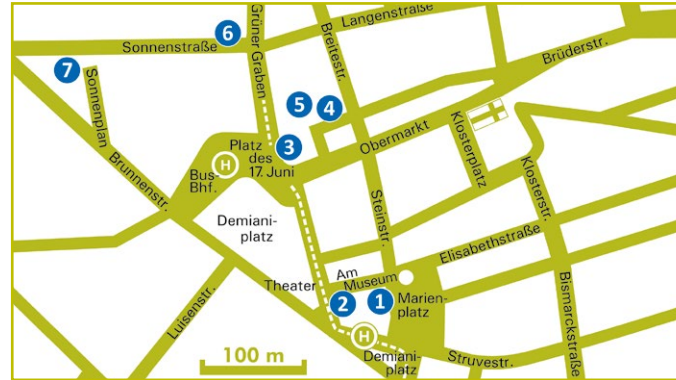 Langenstraße
Grüner Graben
Breitestr.
6
Sonnenstraße
Brüderstr.
7
Sonnenplan
5
4
Obermarkt
Platz
des
17. Juni
3
Klosterplatz
Brunnenstr.
Bus-
Bhf.
H
Klosterstr.
Steinstr.
Demiani-
platz
Elisabethstraße
Am
Museum
Theater
Luisenstr.
2
1
Marien-
platz
Bismarckstraße
H
100 m
Demiani-
platz
Struvestr.